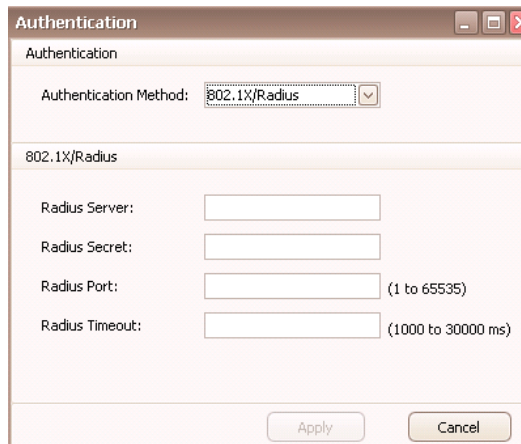 Authentication
Authentication
Authentication Method: 802.1X/Radius
802.1X/Radius
Radius Server:
Radius Secret:
Radius Port: (1 to 65535)
Radius Timeout: (1000 to 30000 ms)
Apply Cancel